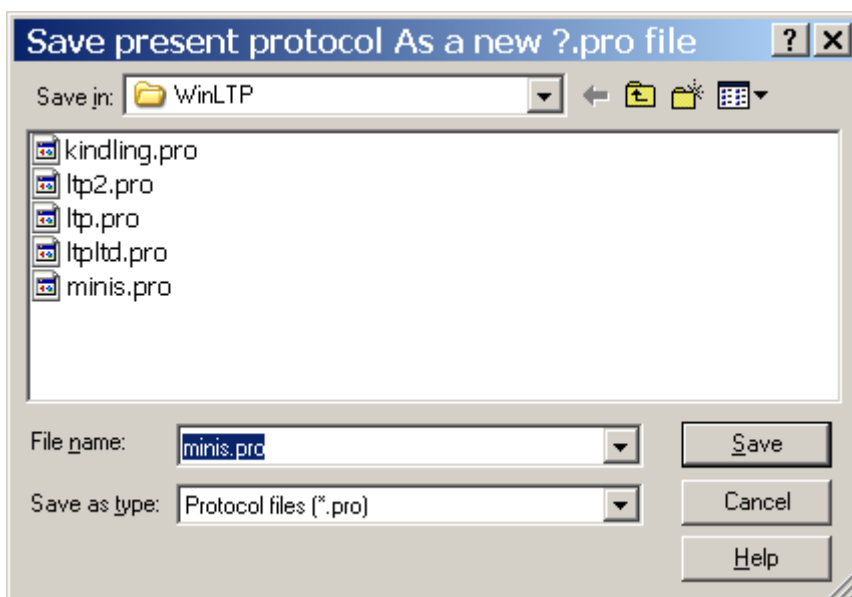 Save present protocol As a new ?.pro file
Save in: WinLTP
kindling.pro
ltp2.pro
ltp.pro
ltpltd.pro
minis.pro
File name: minis.pro Save
Save as type: Protocol files (*.pro) Cancel
Help